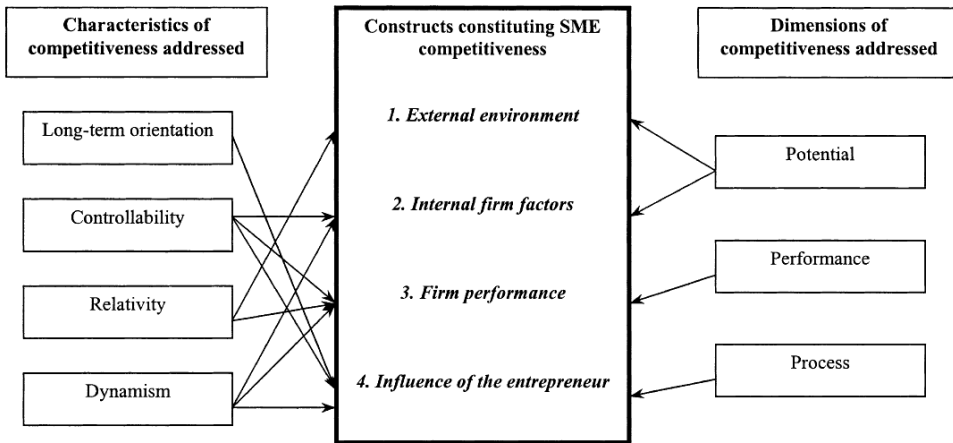 Characteristics of
competitiveness addressed
Long-term orientation
Controllability
Relativity
Dynamism
Constructs constituting SME
competitiveness
1. External environment
2. Internal firm factors
3. Firm performance
4. Influence of the entrepreneur
Dimensions of
competitiveness addressed
Potential
Performance
Process